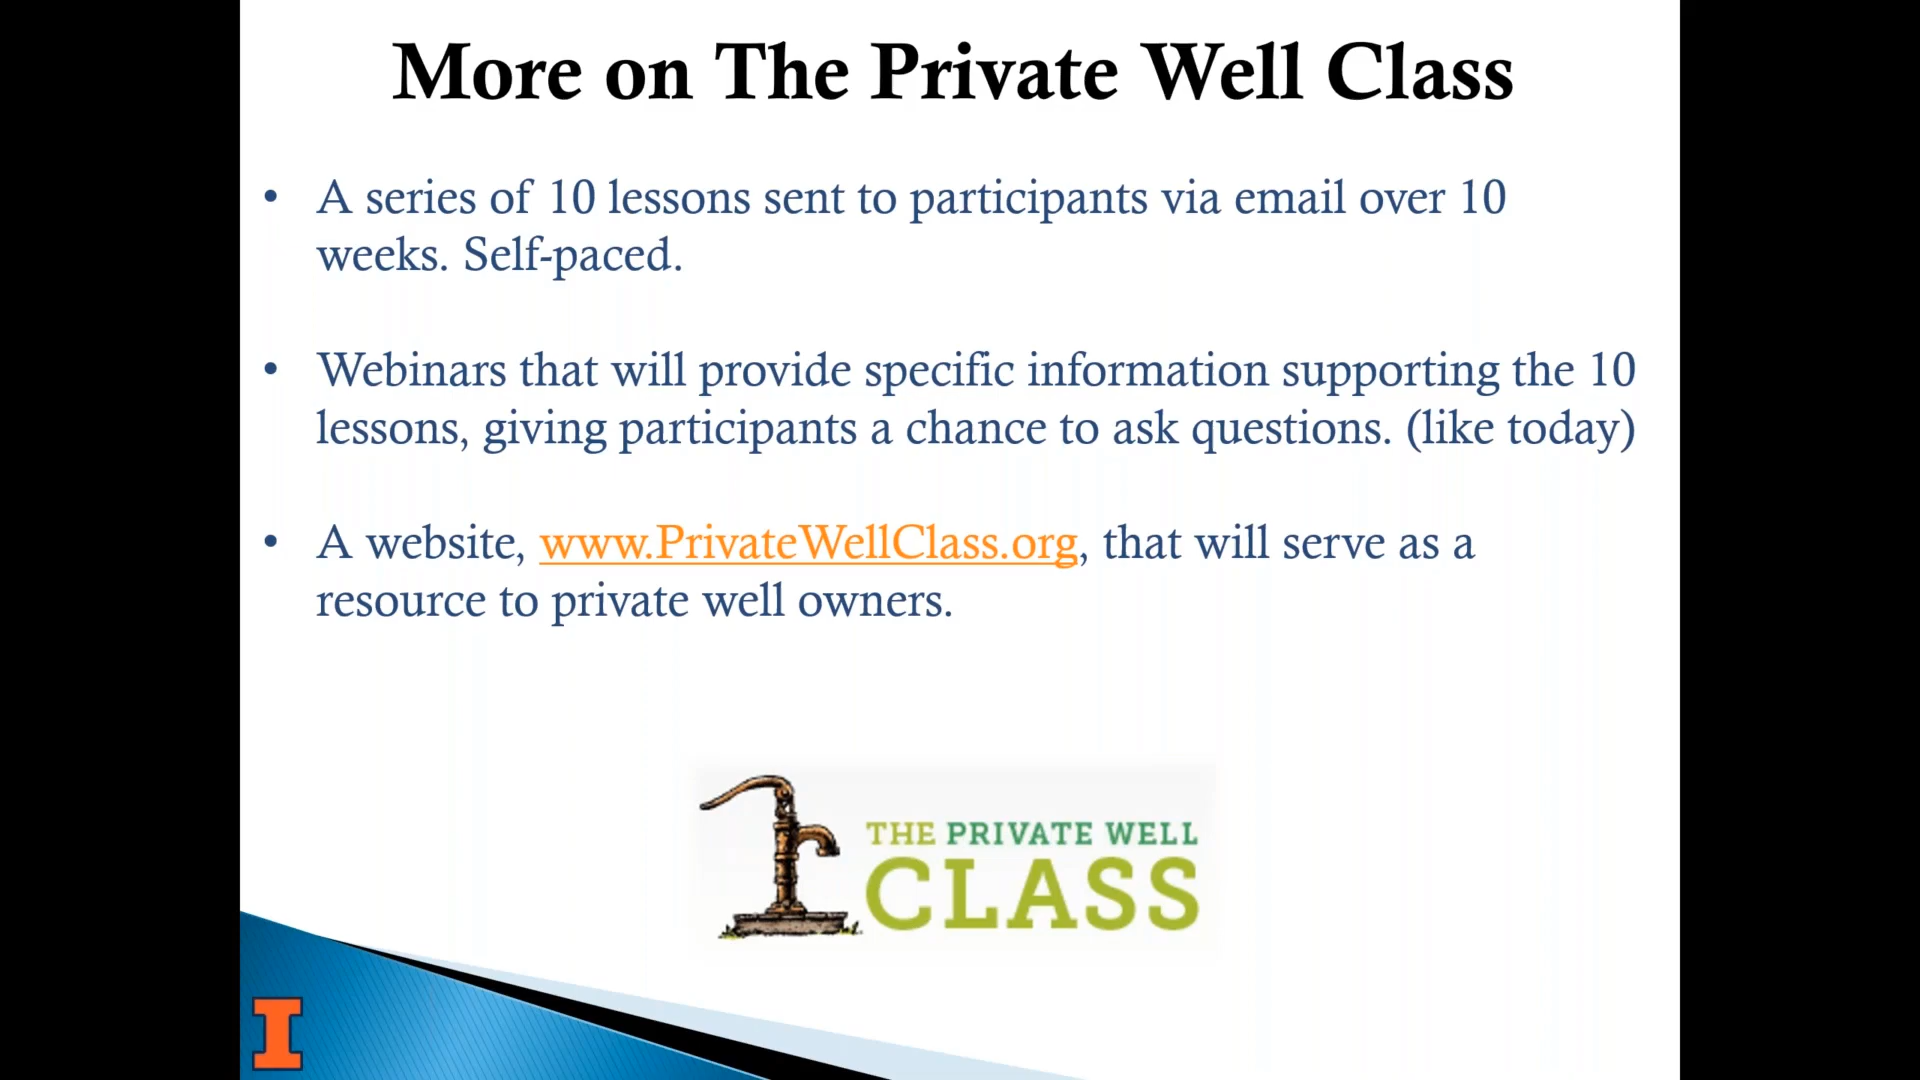 More on The Private Well Class
• A series of 10 lessons sent to participants via email over 10
weeks. Self-paced.
• Webinars that will provide specific information supporting the 10
lessons, giving participants a chance to ask questions. (like today)
• A website, www.PrivateWellClass.org, that will serve as a
resource to private well owners.
THE PRIVATE WELL
CLASS
I